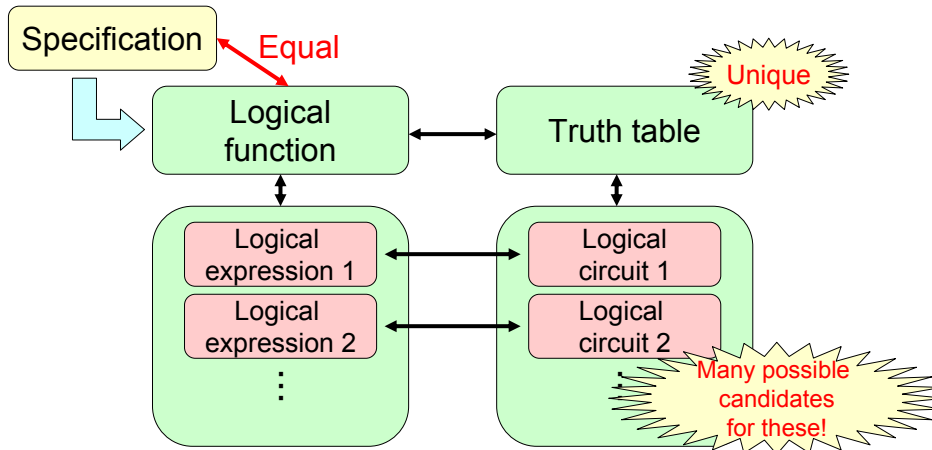 Specification
Equal
Unique
Logical
function
Truth table
Logical
expression 1
Logical
circuit 1
Logical
expression 2
Logical
circuit 2
⋮
⋮
Many possible
candidates
for these!